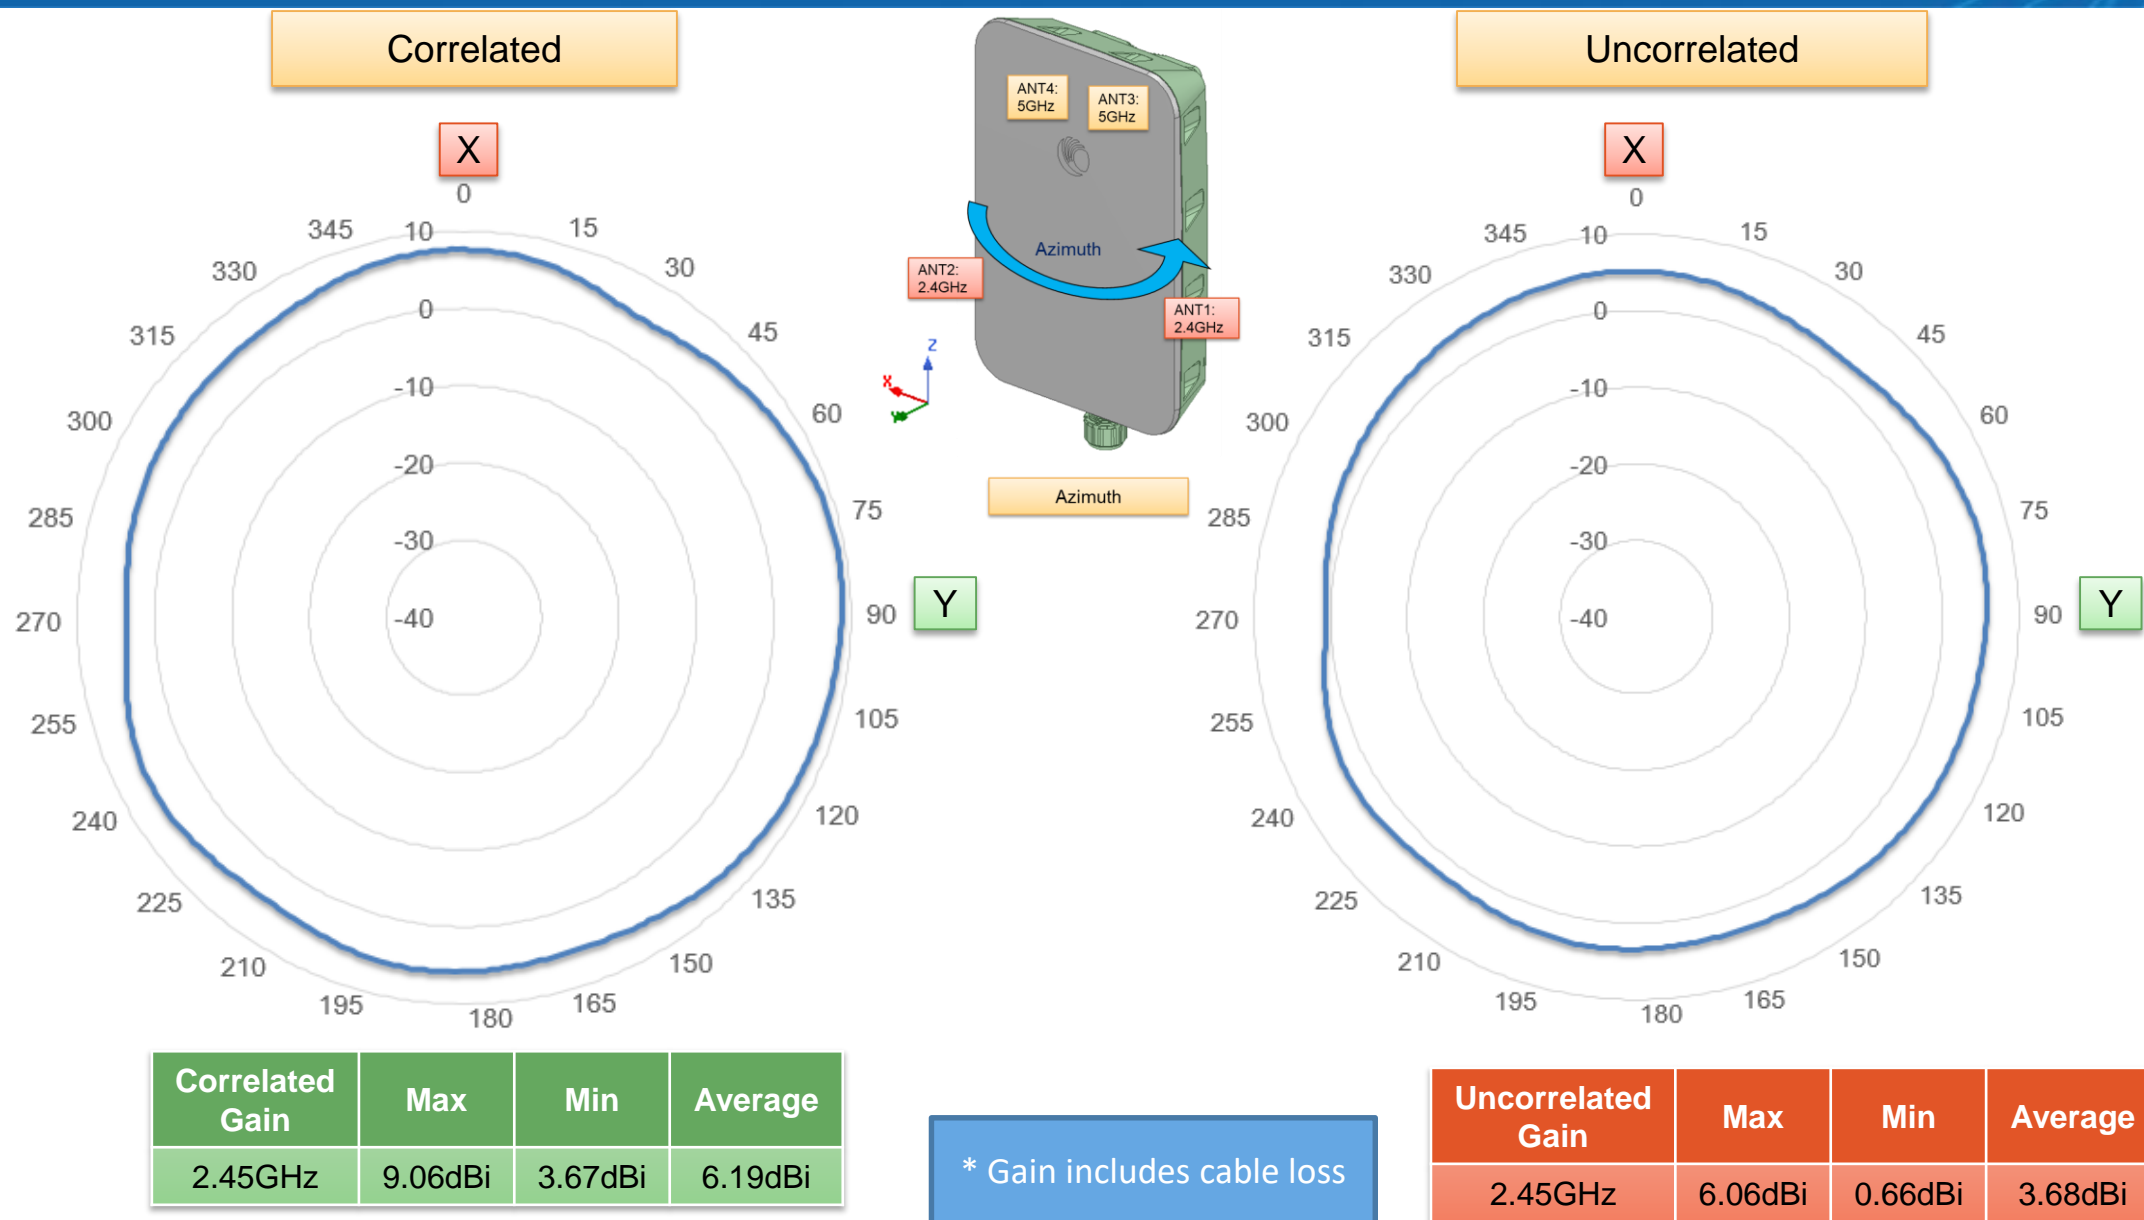 Correlated
X
0
15
30
45
60
75
90
105
120
135
150
165
180
195
210
225
240
255
270
285
300
315
330
345
10
0
-10
-20
-30
-40
Y
ANT4:
5GHz
ANT3:
5GHz
Azimuth
ANT2:
2.4GHz
ANT1:
2.4GHz
Z
X
Y
Azimuth
Uncorrelated
X
0
15
30
45
60
75
90
105
120
135
150
165
180
195
210
225
240
255
270
285
300
315
330
345
10
0
-10
-20
-30
-40
Y
Correlated Gain Max Min Average
2.45GHz 9.06dBi 3.67dBi 6.19dBi
* Gain includes cable loss
Uncorrelated Gain Max Min Average
2.45GHz 6.06dBi 0.66dBi 3.68dBi